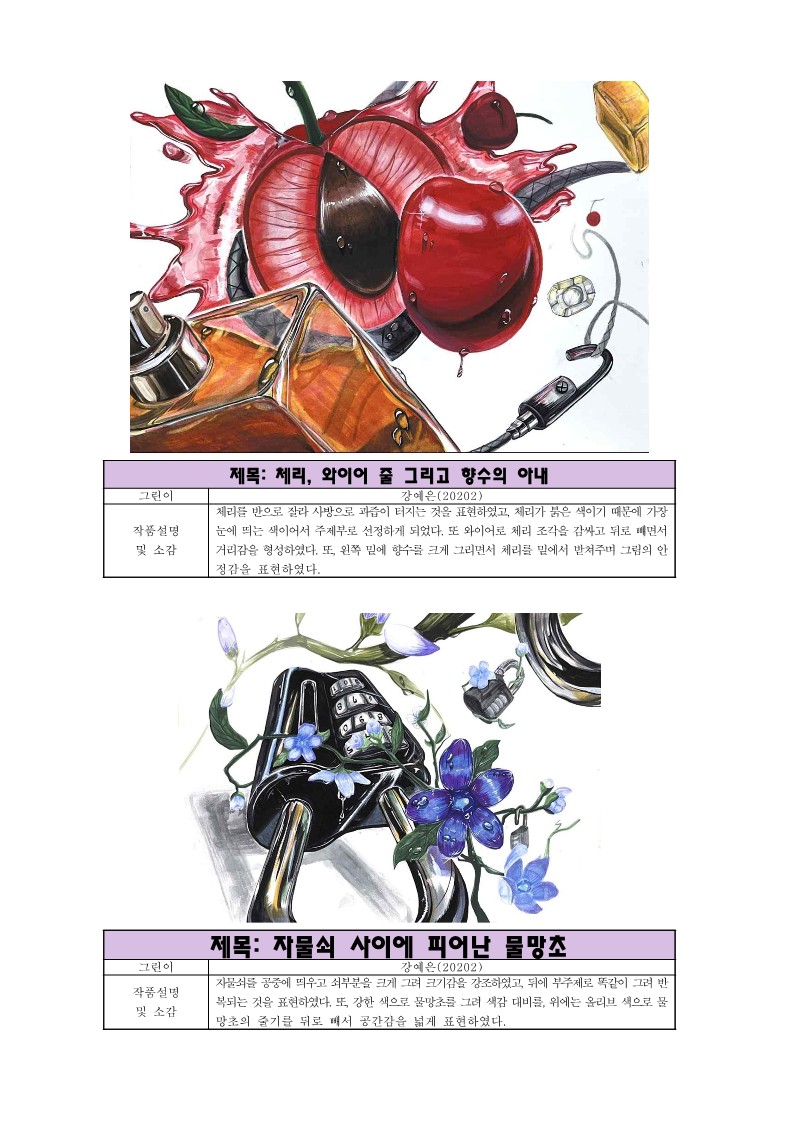 제목: 체리, 와이어 줄 그리고 향수의 아내
그린이 강예은(20202)
작품설명 및 소감
체리를 반으로 잘라 사방으로 과즙이 터지는 것을 표현하였고, 체리가 붉은 색이기 때문에 가장
눈에 띄는 색이어서 주제부로 선정하게 되었다. 또 와이어로 체리 조각을 감싸고 뒤로 빼면서
거리감을 형성하였다. 또, 왼쪽 밑에 향수를 크게 그리면서 체리를 밑에서 받쳐주며 그림의 안
정감을 표현하였다.
제목: 자물쇠 사이에 피어난 물망초
그린이 강예은(20202)
작품설명 및 소감
자물쇠를 공중에 띄우고 쇠부분을 크게 그려 크기감을 강조하였고, 뒤에 부주제로 똑같이 그려 반
복되는 것을 표현하였다. 또, 강한 색으로 물망초를 그려 색감 대비를, 위에는 올리브 색으로 물
망초의 줄기를 뒤로 빼서 공간감을 넓게 표현하였다.